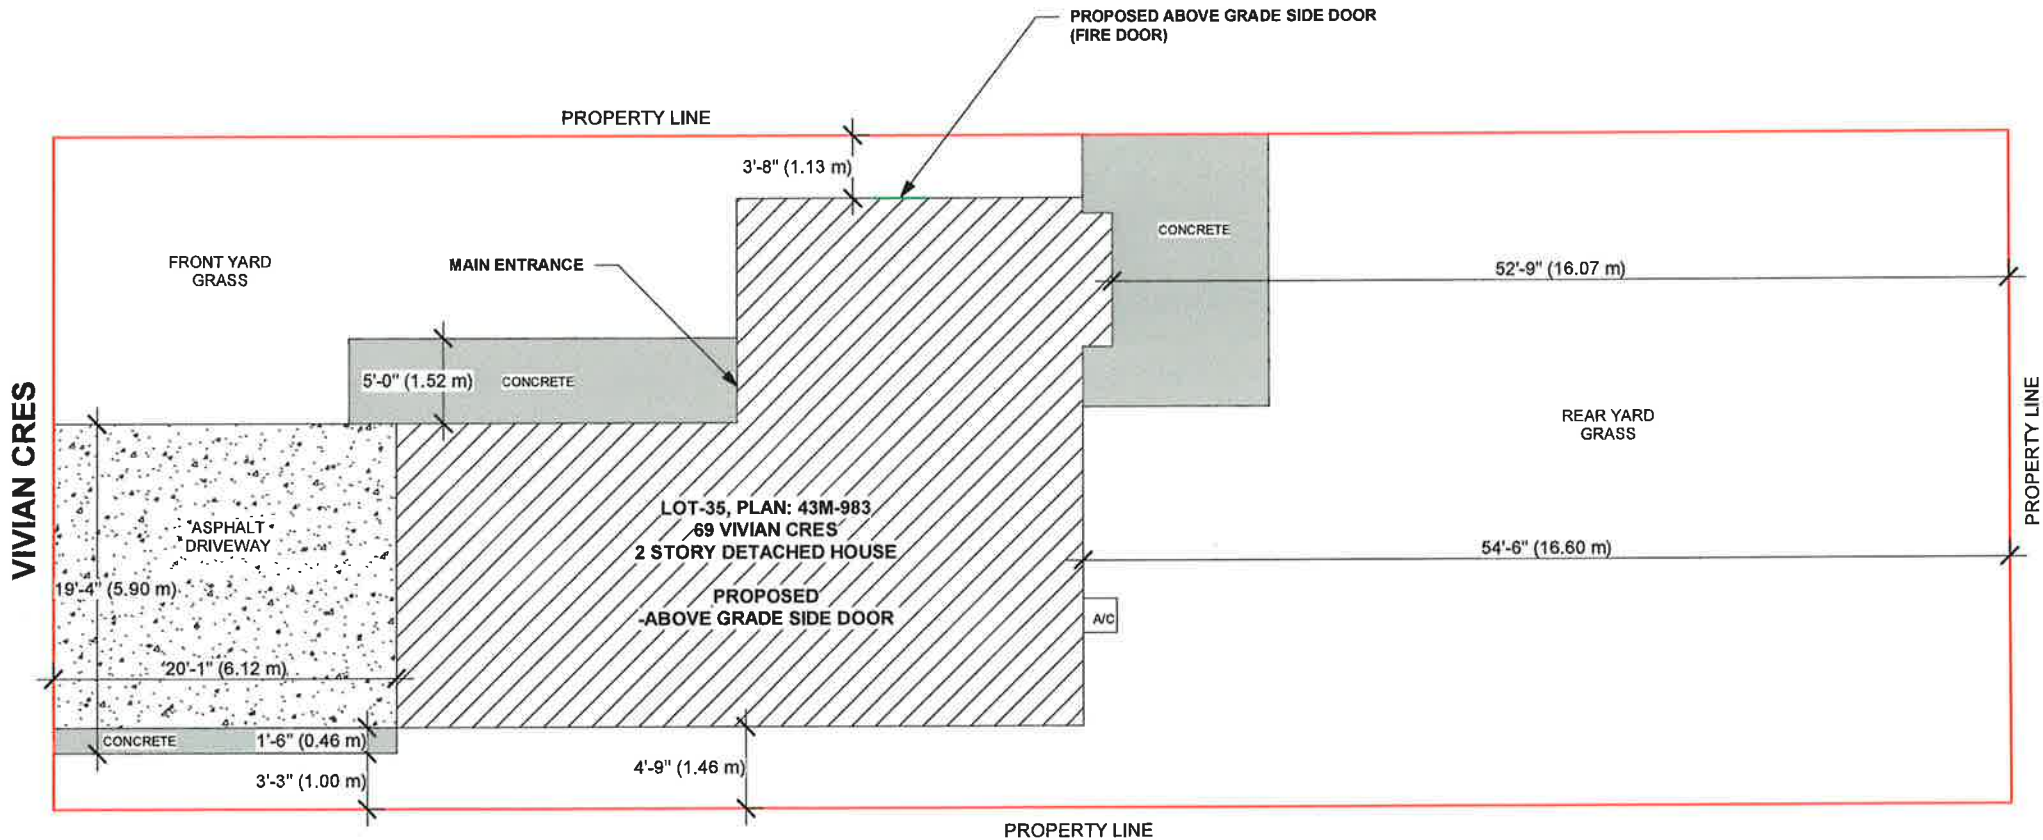 PROPOSED ABOVE GRADE SIDE DOOR
(FIRE DOOR)
PROPERTY LINE
3'-8" (1.13 m)
FRONT YARD
GRASS
MAIN ENTRANCE
CONCRETE
52'-9" (16.07 m)
5'-0" (1.52 m)
CONCRETE
VIVIAN CRES
REAR YARD
GRASS
PROPERTY LINE
LOT-35, PLAN: 43M-983
69 VIVIAN CRES
2 STORY DETACHED HOUSE
PROPOSED
-ABOVE GRADE SIDE DOOR
ASPHALT
DRIVEWAY
54'-6" (16.60 m)
19'-4" (5.90 m)
A/C
20'-1" (6.12 m)
CONCRETE
1'-6" (0.46 m)
3'-3" (1.00 m)
4'-9" (1.46 m)
PROPERTY LINE